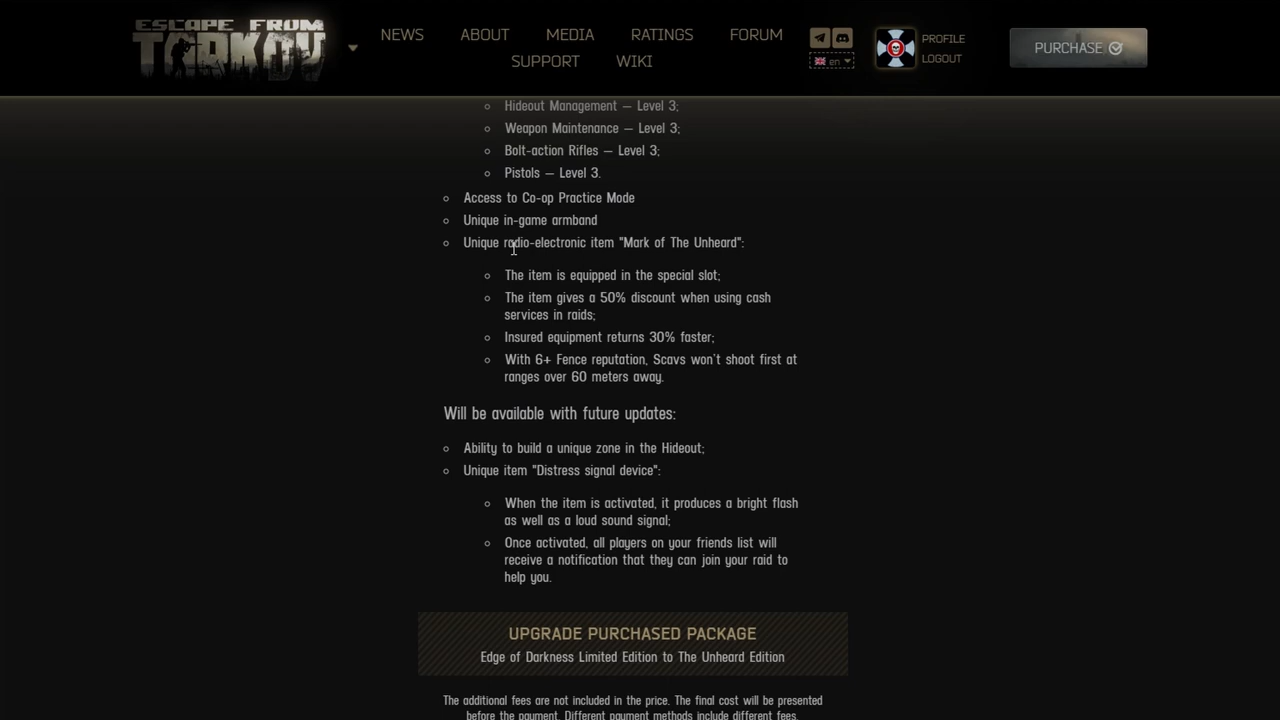 ESCAPE FROM
TARKOV
NEWS
ABOUT
MEDIA
RATINGS
FORUM
SUPPORT
WIKI
en
PROFILE
LOGOUT
PURCHASE
Hideout Management – Level 3;
Weapon Maintenance – Level 3;
Bolt-action Rifles – Level 3;
Pistols – Level 3.
Access to Co-op Practice Mode
Unique in-game armband
Unique radio-electronic item "Mark of The Unheard":
The item is equipped in the special slot;
The item gives a 50% discount when using cash
services in raids;
Insured equipment returns 30% faster;
With 6+ Fence reputation, Scavs won't shoot first at
ranges over 60 meters away.
Will be available with future updates:
Ability to build a unique zone in the Hideout;
Unique item "Distress signal device":
When the item is activated, it produces a bright flash
as well as a loud sound signal;
Once activated, all players on your friends list will
receive a notification that they can join your raid to
help you.
UPGRADE PURCHASED PACKAGE
Edge of Darkness Limited Edition to The Unheard Edition
The additional fees are not included in the price. The final cost will be presented
before the payment. Different payment methods include different fees.